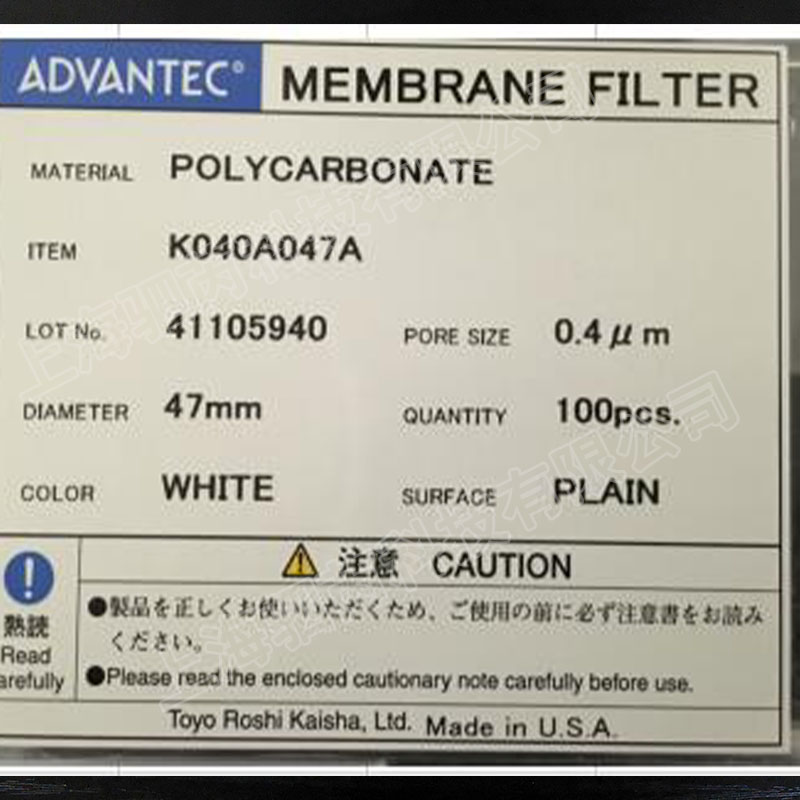 ADVANTEC® MEMBRANE FILTER
MATERIAL POLYCARBONATE
ITEM K040A047A
LOT No. 41105940 PORE SIZE 0.4μm
DIAMETER 47mm QUANTITY 100pcs.
COLOR WHITE SURFACE PLAIN
注意 CAUTION
熟読
Read
carefully
●製品を正しくお使いいただくため、ご使用の前に必ず注意書をお読み
ください。
●Please read the enclosed cautionary note carefully before use.
Toyo Roshi Kaisha, Ltd. Made in U.S.A.